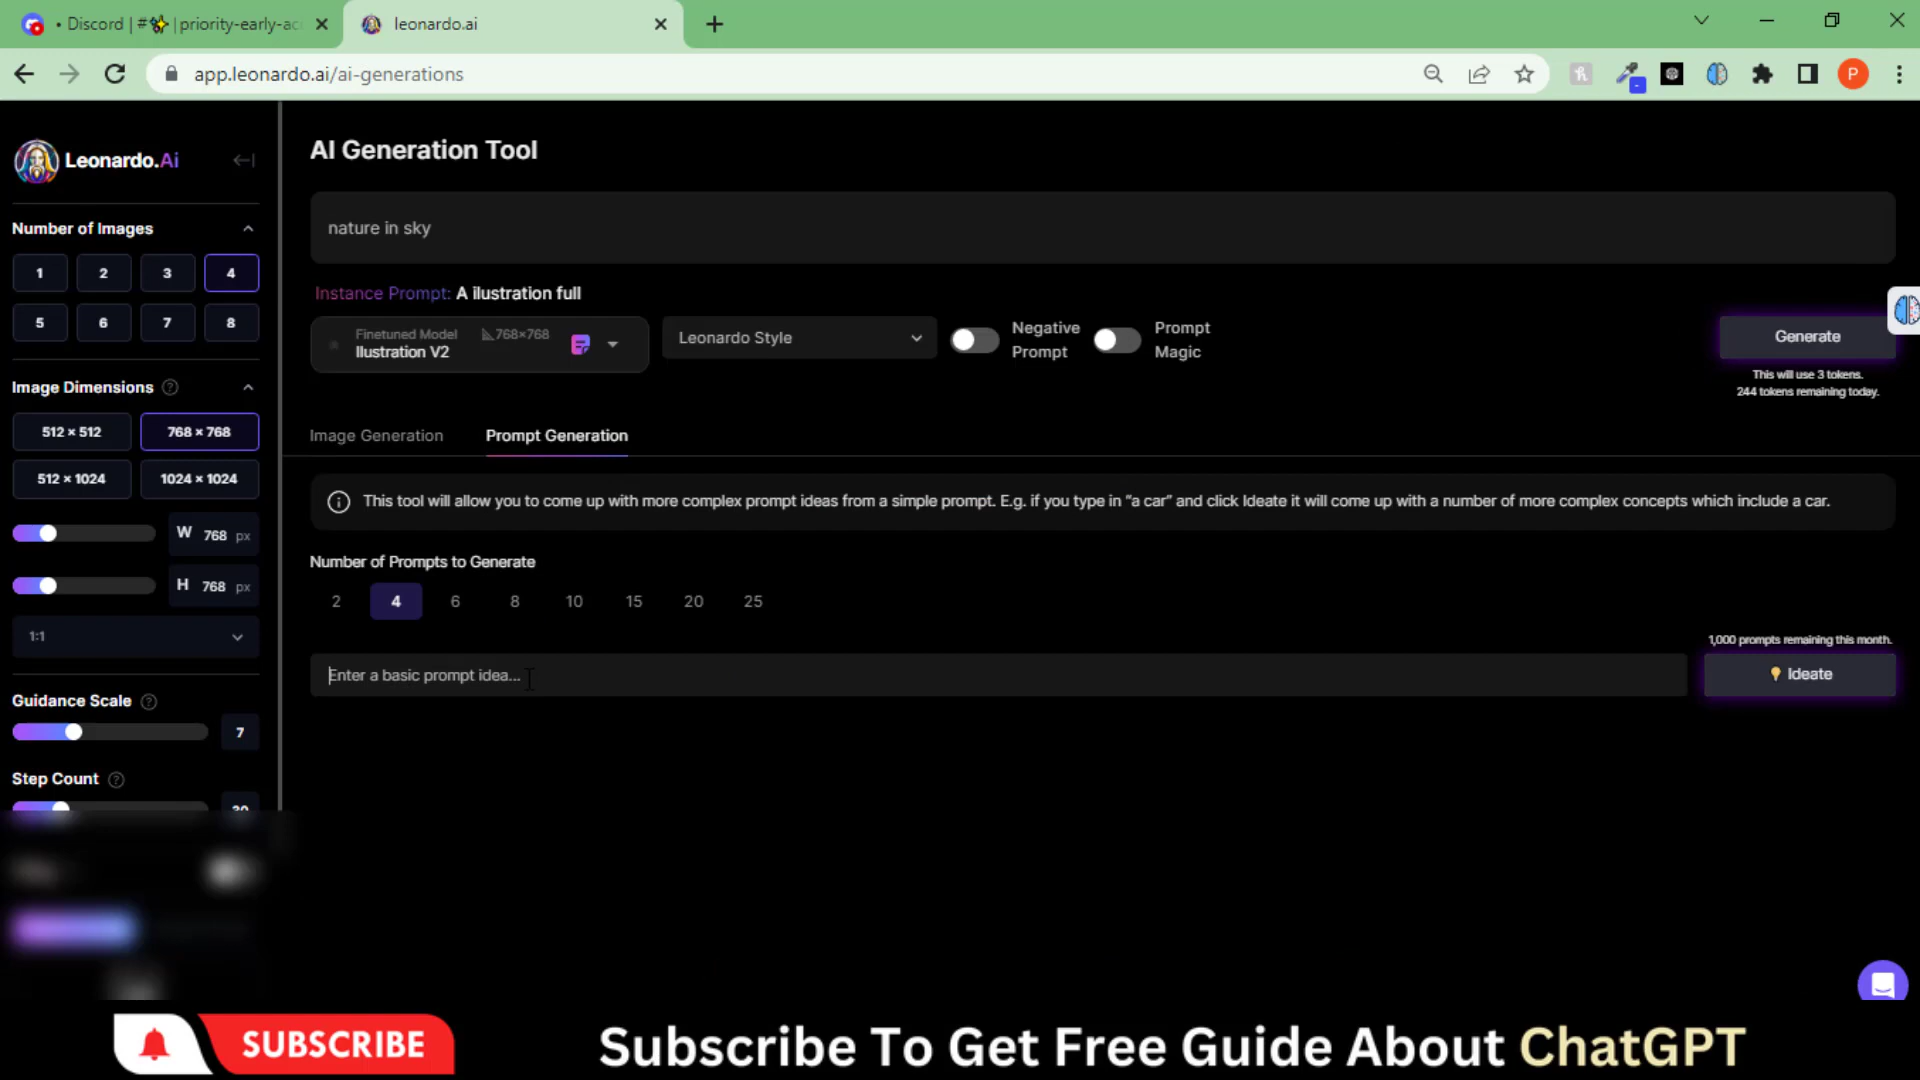 • Discord | #✨ | priority-early-acc
leonardo.ai
app.leonardo.ai/ai-generations
P
Leonardo.Ai
AI Generation Tool
nature in sky
Number of Images
1 2 3 4
5 6 7 8
Instance Prompt: A ilustration full
Finetuned Model 768×768
Ilustration V2
Leonardo Style
Negative Prompt
Prompt Magic
Generate
This will use 3 tokens.
244 tokens remaining today.
Image Dimensions
512 × 512 768 × 768
512 × 1024 1024 × 1024
W 768 px
H 768 px
1:1
Guidance Scale
7
Step Count
30
Image Generation Prompt Generation
This tool will allow you to come up with more complex prompt ideas from a simple prompt. E.g. if you type in "a car" and click Ideate it will come up with a number of more complex concepts which include a car.
Number of Prompts to Generate
2 4 6 8 10 15 20 25
1,000 prompts remaining this month.
Enter a basic prompt idea...
Ideate
SUBSCRIBE
Subscribe To Get Free Guide About ChatGPT